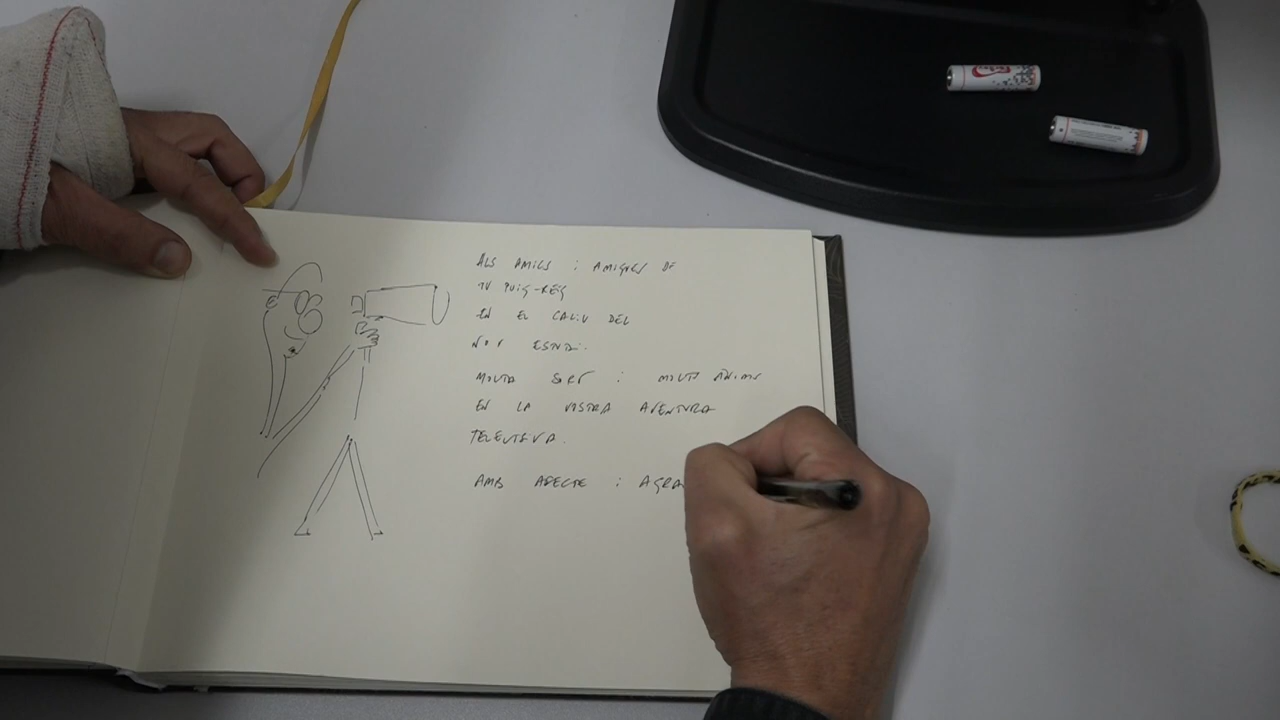 ALS AMICS i AMIGUES DE
TV PUIG-REIG
EN EL CALIU DEL
NOU ESTUDI.
MOLTA SORT i MOLTS ÀNIMS
EN LA VOSTRA AVENTURA
TELEVISIVA.
AMB AFECTE i AGRA